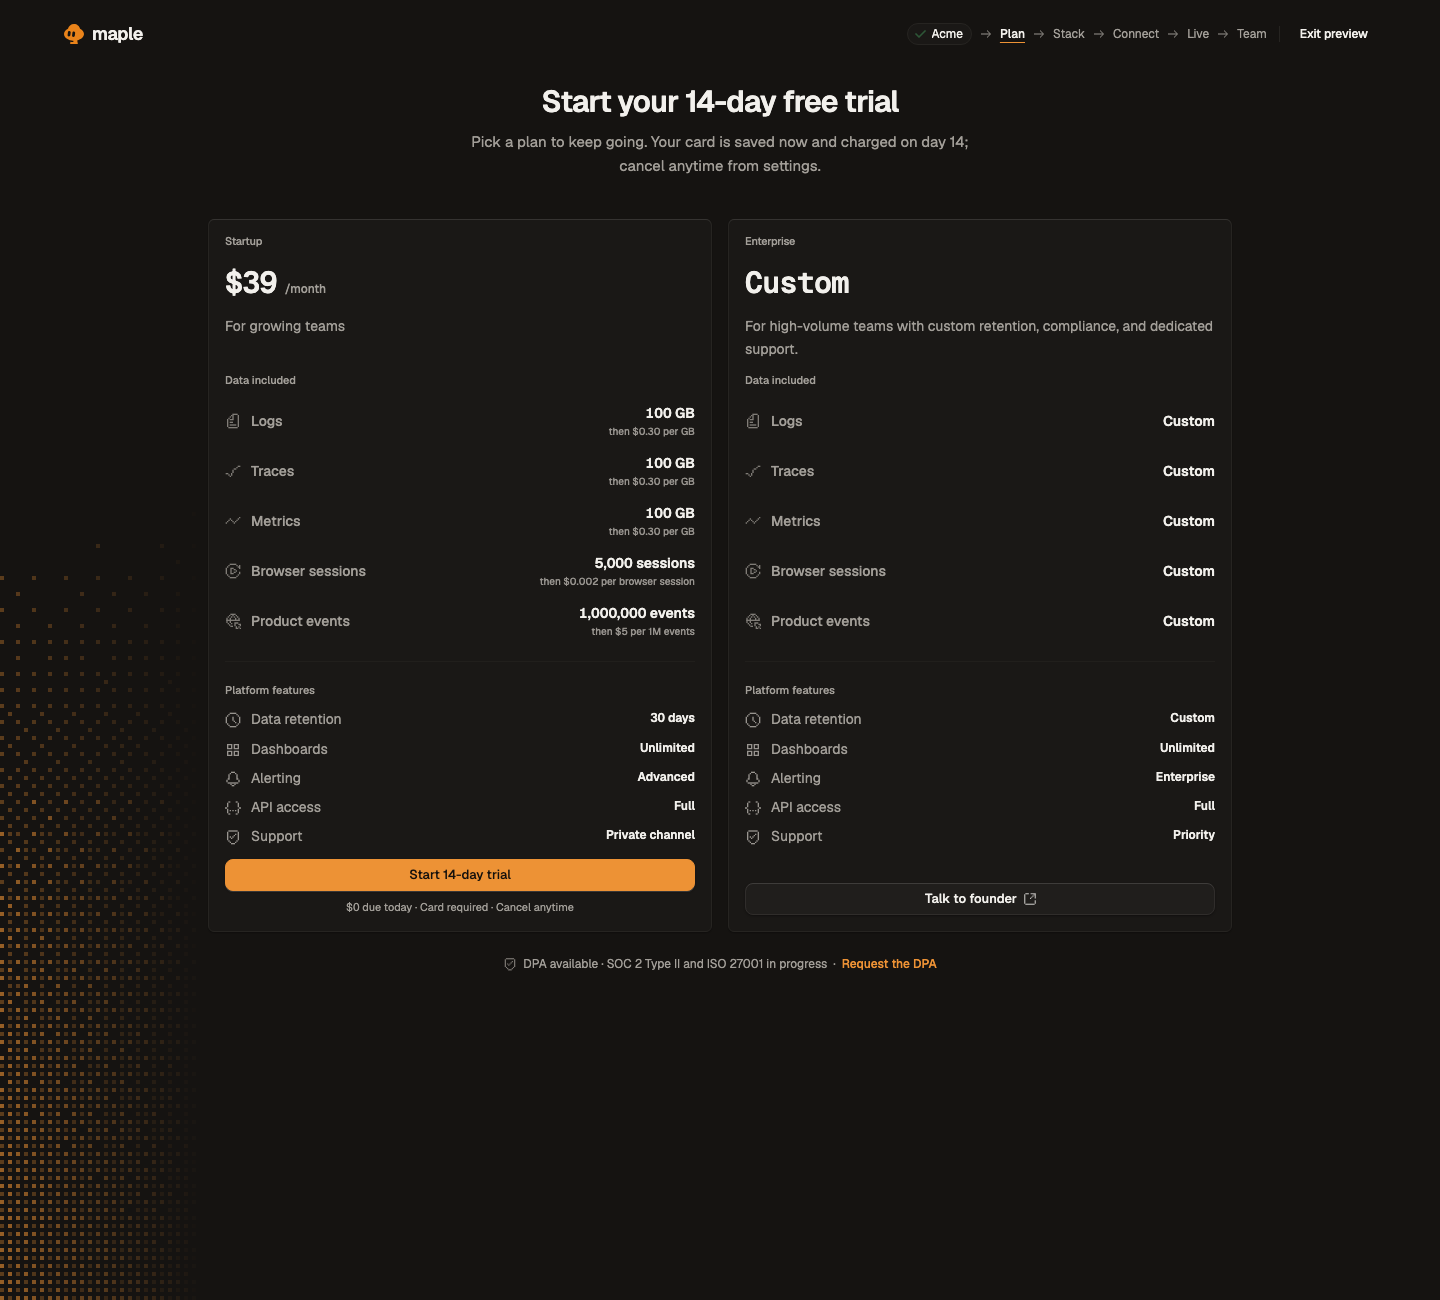 maple
Acme → Plan → Stack → Connect → Live → Team
Exit preview
Start your 14-day free trial
Pick a plan to keep going. Your card is saved now and charged on day 14;
cancel anytime from settings.
Startup
$39 /month
For growing teams
Data included
Logs
100 GB
then $0.30 per GB
Traces
100 GB
then $0.30 per GB
Metrics
100 GB
then $0.30 per GB
Browser sessions
5,000 sessions
then $0.002 per browser session
Product events
1,000,000 events
then $5 per 1M events
Platform features
Data retention 30 days
Dashboards Unlimited
Alerting Advanced
API access Full
Support Private channel
Start 14-day trial
$0 due today · Card required · Cancel anytime
Enterprise
Custom
For high-volume teams with custom retention, compliance, and dedicated
support.
Data included
Logs Custom
Traces Custom
Metrics Custom
Browser sessions Custom
Product events Custom
Platform features
Data retention Custom
Dashboards Unlimited
Alerting Enterprise
API access Full
Support Priority
Talk to founder
DPA available · SOC 2 Type II and ISO 27001 in progress · Request the DPA